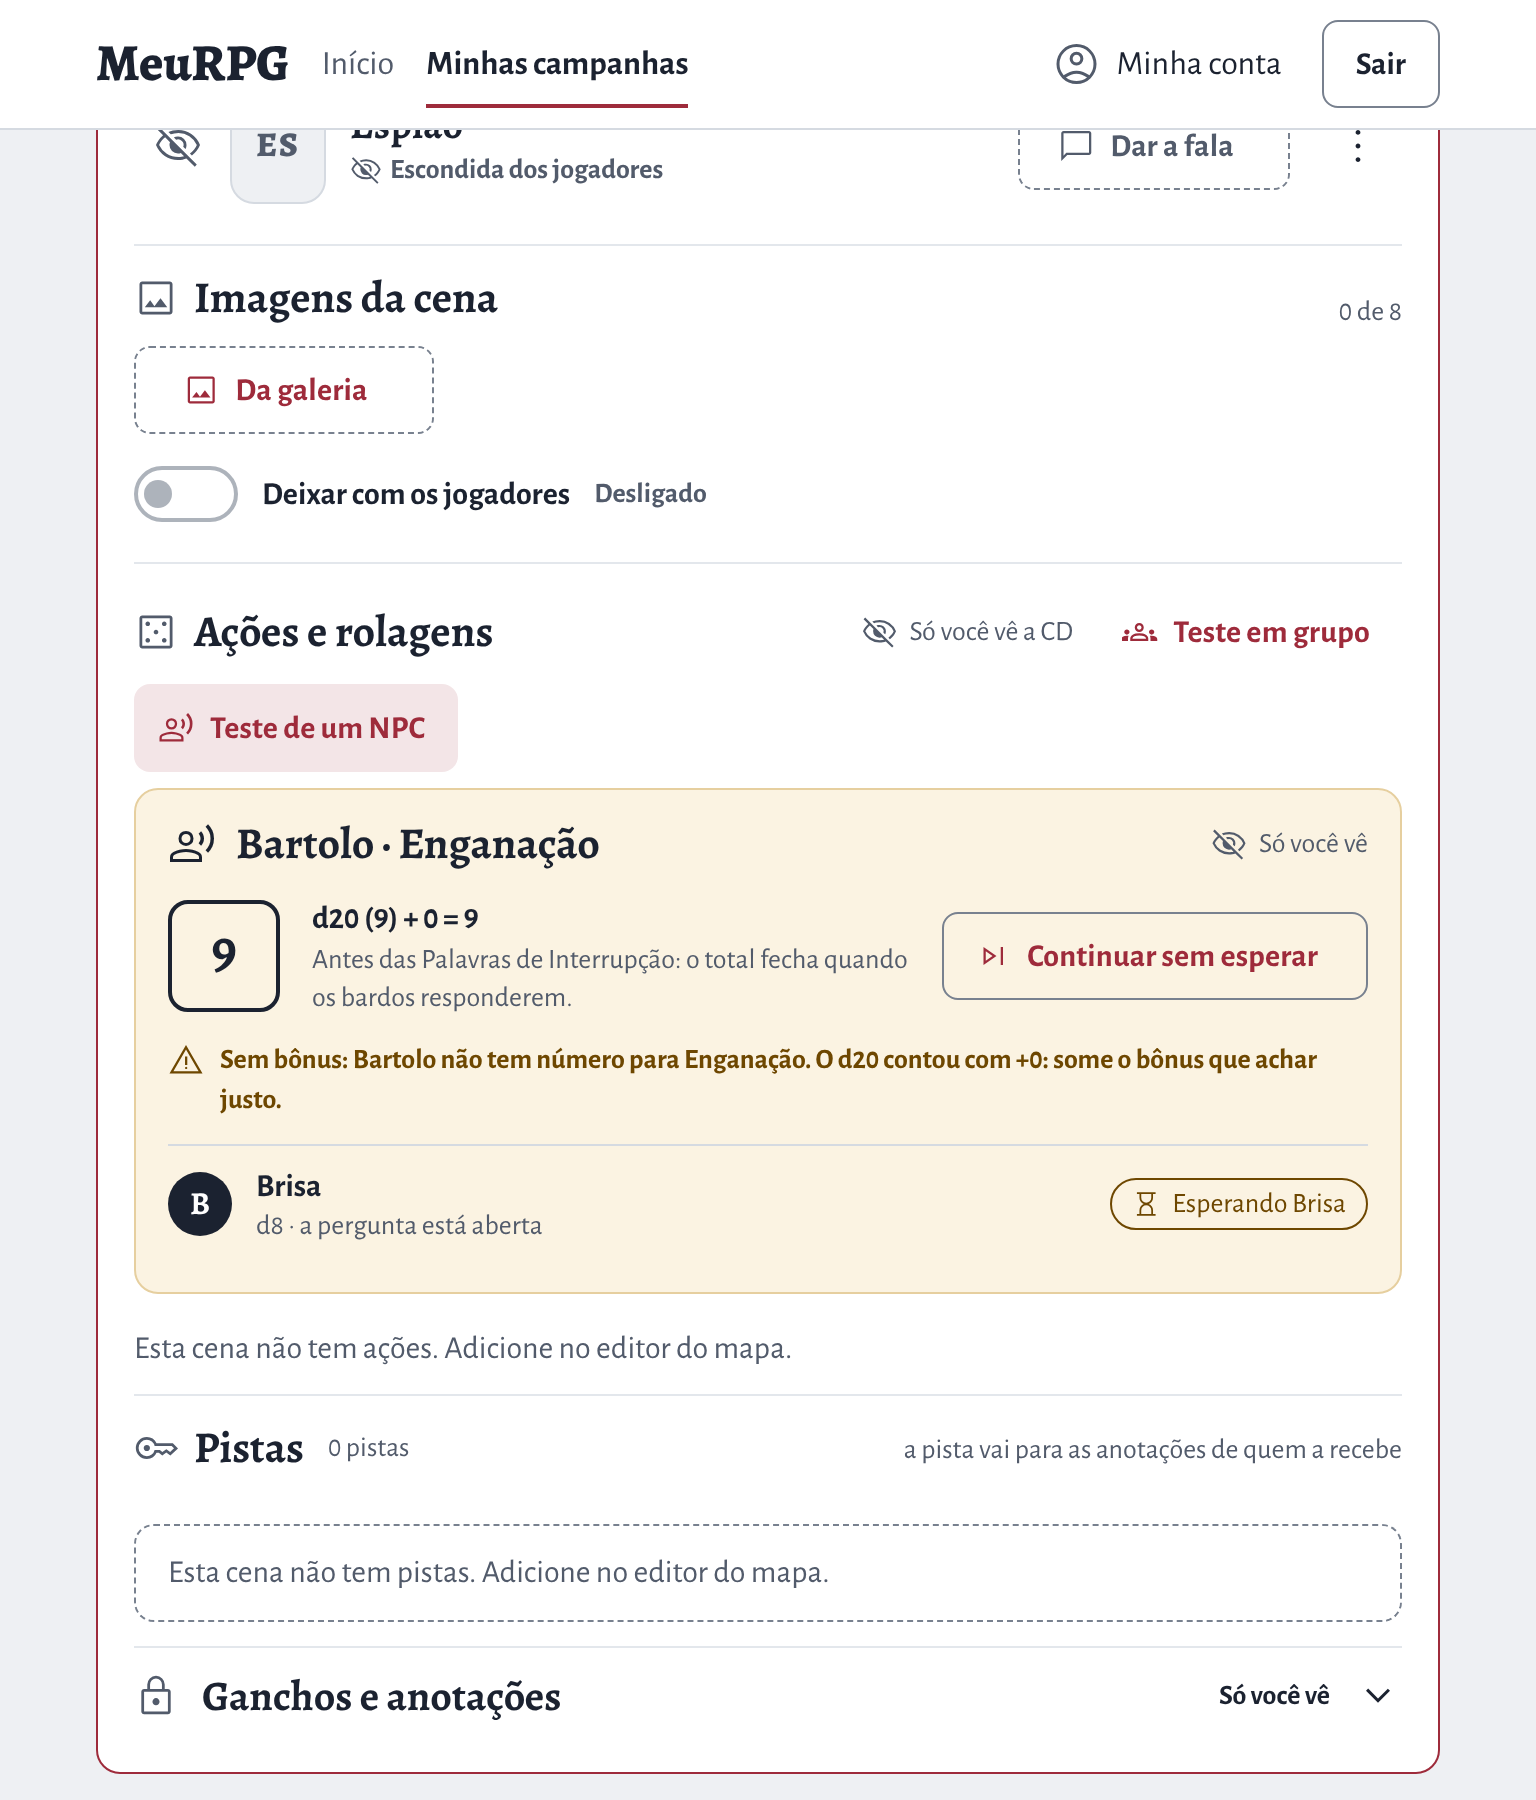 MeuRPG
Início
Minhas campanhas
Minha conta
Sair
ES
Espião
Escondida dos jogadores
Dar a fala
Imagens da cena
0 de 8
Da galeria
Deixar com os jogadores
Desligado
Ações e rolagens
Só você vê a CD
Teste em grupo
Teste de um NPC
Bartolo · Enganação
Só você vê
9
d20 (9) + 0 = 9
Antes das Palavras de Interrupção: o total fecha quando
os bardos responderem.
Continuar sem esperar
Sem bônus: Bartolo não tem número para Enganação. O d20 contou com +0: some o bônus que achar
justo.
B
Brisa
d8 · a pergunta está aberta
Esperando Brisa
Esta cena não tem ações. Adicione no editor do mapa.
Pistas
0 pistas
a pista vai para as anotações de quem a recebe
Esta cena não tem pistas. Adicione no editor do mapa.
Ganchos e anotações
Só você vê